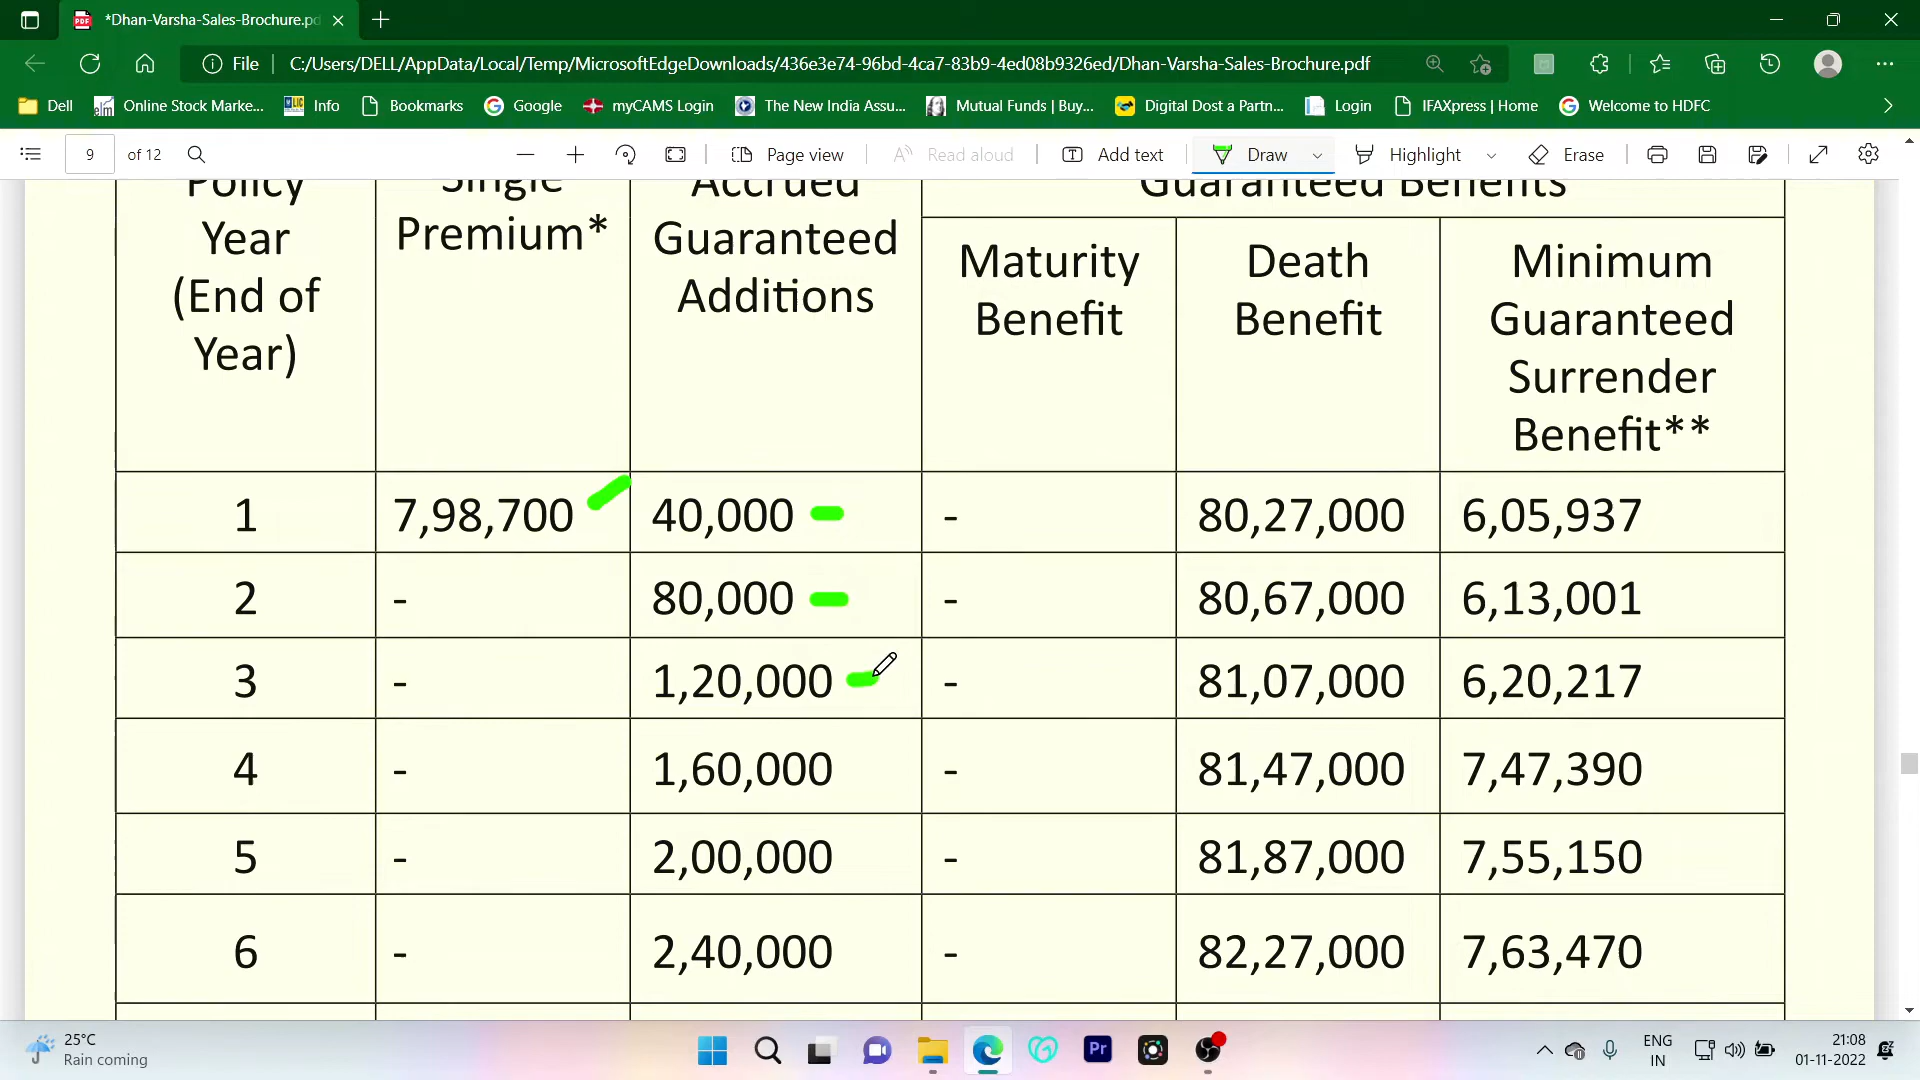 *Dhan-Varsha-Sales-Brochure.pd
File
C:/Users/DELL/AppData/Local/Temp/MicrosoftEdgeDownloads/436e3e74-96bd-4ca7-83b9-4ed08b9326ed/Dhan-Varsha-Sales-Brochure.pdf
Dell Online Stock Marke... Info Bookmarks Google myCAMS Login The New India Assu... Mutual Funds | Buy,... Digital Dost a Partn... Login IFAXpress | Home Welcome to HDFC
9 of 12 Page view Read aloud Add text Draw Highlight Erase
Policy Single Accrued Guaranteed Benefits
Year Premium* Guaranteed Maturity Death Minimum
(End of Additions Benefit Benefit Guaranteed
Year) Surrender
Benefit**
1 7,98,700 40,000 - 80,27,000 6,05,937
2 - 80,000 - 80,67,000 6,13,001
3 - 1,20,000 - 81,07,000 6,20,217
4 - 1,60,000 - 81,47,000 7,47,390
5 - 2,00,000 - 81,87,000 7,55,150
6 - 2,40,000 - 82,27,000 7,63,470
25°C
Rain coming
Pr
ENG
IN
21:08
01-11-2022